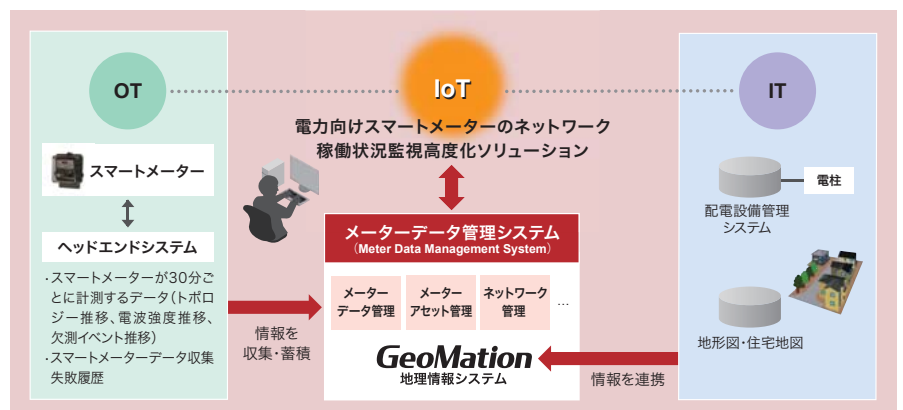 OT
IoT
IT
電力向けスマートメーターのネットワーク
稼働状況監視高度化ソリューション
スマートメーター
ヘッドエンドシステム
・スマートメーターが30分ご
とに計測するデータ（トポロ
ジー推移、電波強度推移、
欠測イベント推移）
・スマートメーターデータ収集
失敗履歴
情報を
収集・蓄積
メーターデータ管理システム
（Meter Data Management System）
メーター
データ管理
メーター
アセット管理
ネットワーク
管理
…
GeoMation
地理情報システム
情報を連携
電柱
配電設備管理
システム
地形図・住宅地図